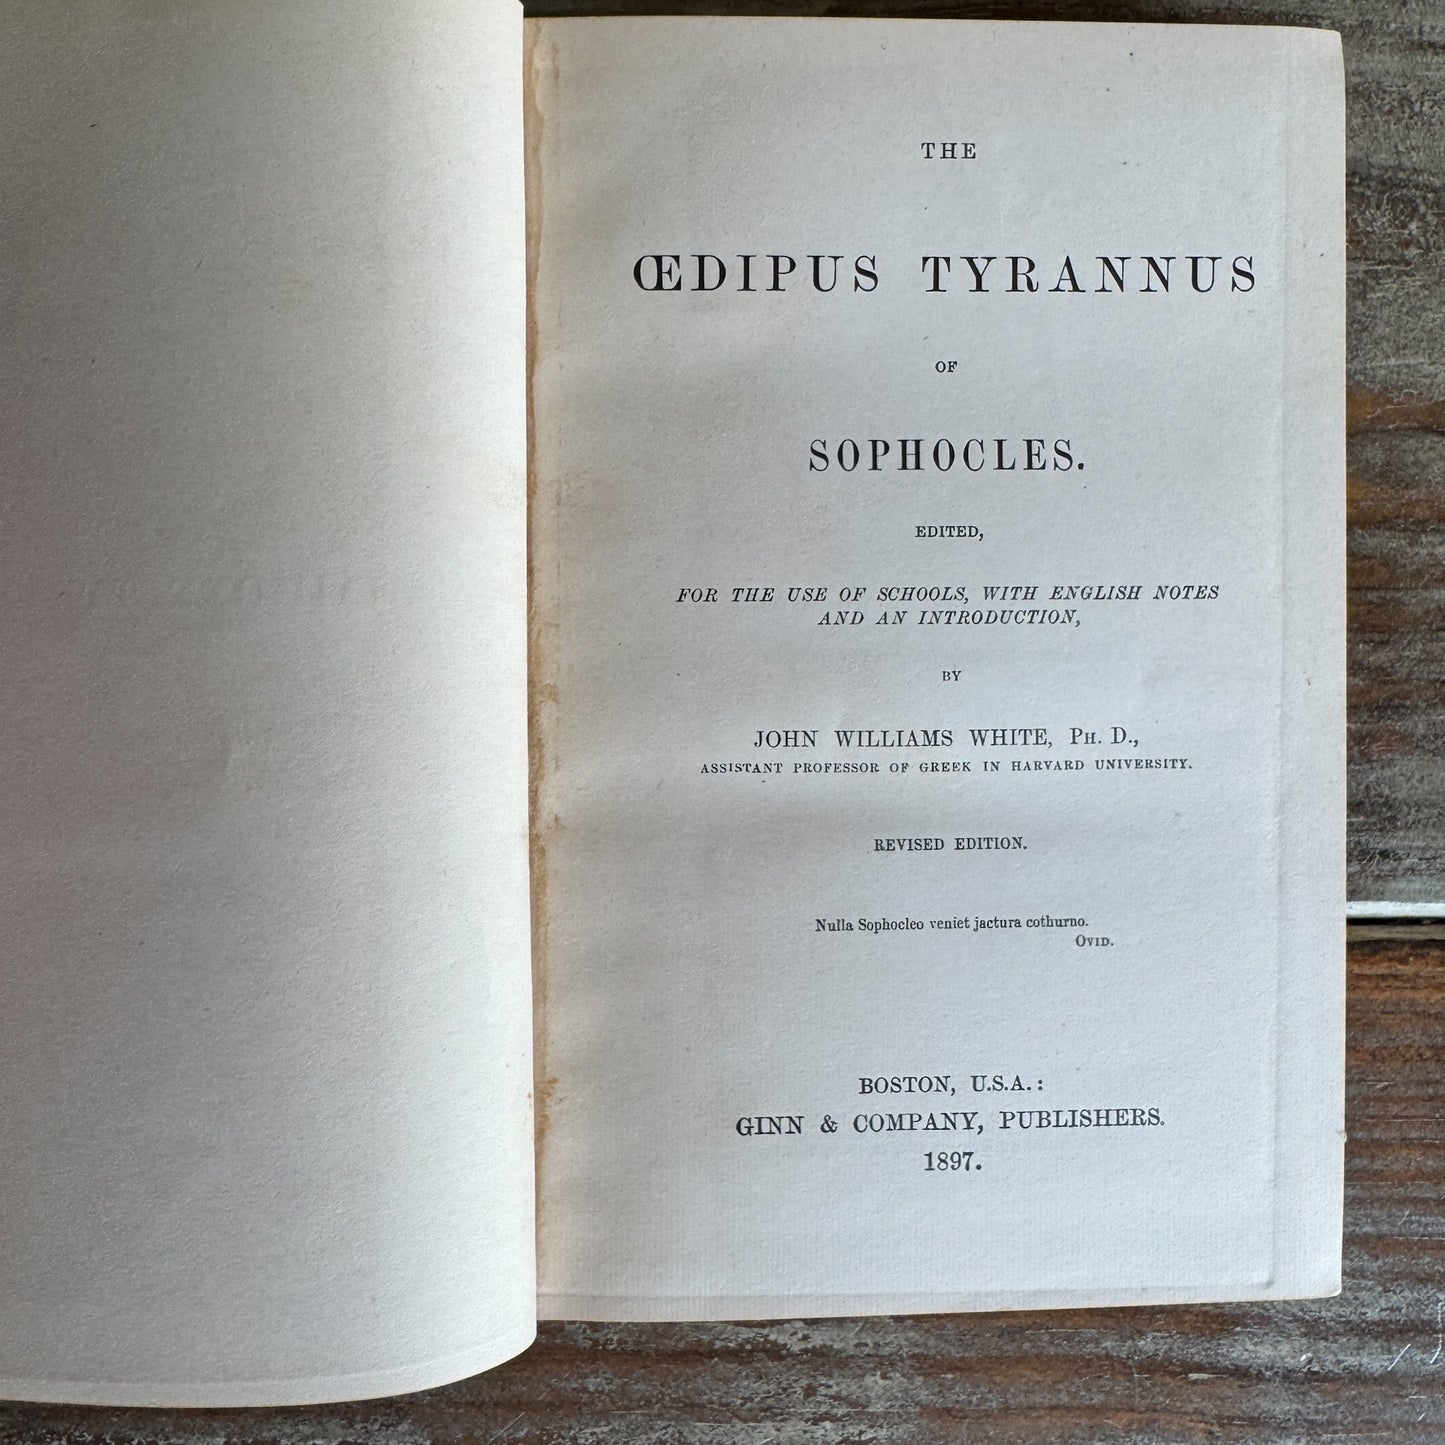 THE
ŒDIPUS TYRANNUS
OF
SOPHOCLES.
EDITED,
FOR THE USE OF SCHOOLS, WITH ENGLISH NOTES
AND AN INTRODUCTION,
BY
JOHN WILLIAMS WHITE, PH. D.,
ASSISTANT PROFESSOR OF GREEK IN HARVARD UNIVERSITY.
REVISED EDITION.
Nulla Sophocleo veniet jactura cothurno.
OVID.
BOSTON, U.S.A.:
GINN & COMPANY, PUBLISHERS.
1897.